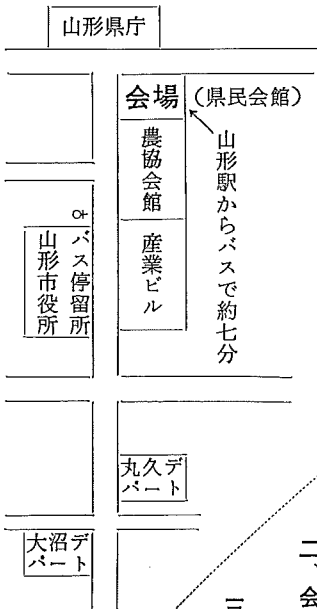 山形県庁
会場(県民会館)
山形駅からバスで約七分
農協会館
産業ビル
バス停留所
山形市役所
丸久デ
パート
大沼デ
パート
二、会